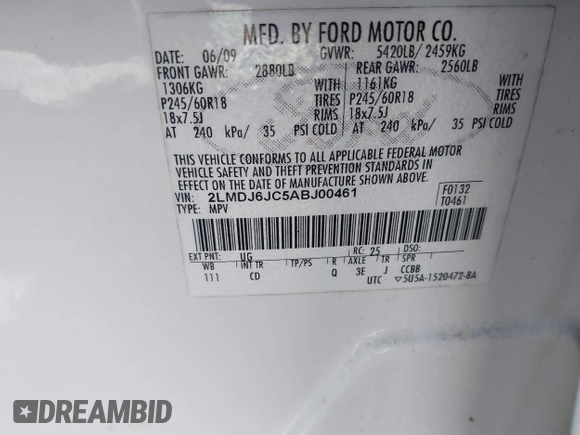 MFD. BY FORD MOTOR CO.
DATE: 06/09 GVWR: 5420LB/ 2459KG
FRONT GAWR: 2880LB REAR GAWR: 2560LB
1306KG WITH 1161KG WITH
P245/60R18 TIRES P245/60R18 TIRES
18x7.5J RIMS 18x7.5J RIMS
AT 240 kPa/ 35 PSI COLD AT 240 kPa/ 35 PSI COLD
THIS VEHICLE CONFORMS TO ALL APPLICABLE FEDERAL MOTOR
VEHICLE SAFETY AND THEFT PREVENTION STANDARDS IN
EFFECT ON THE DATE OF MANUFACTURE SHOWN ABOVE.
VIN: 2LMDJ6JC5ABJ00461 F0132
TYPE: MPV T0461
EXT PNT: UG RC: 25 DSO:
WB INT TR TP/PS R AXLE TR SPR
111 CD Q 3E J CCBB
UTC ▽5U5A-1520472-BA
DREAMBID